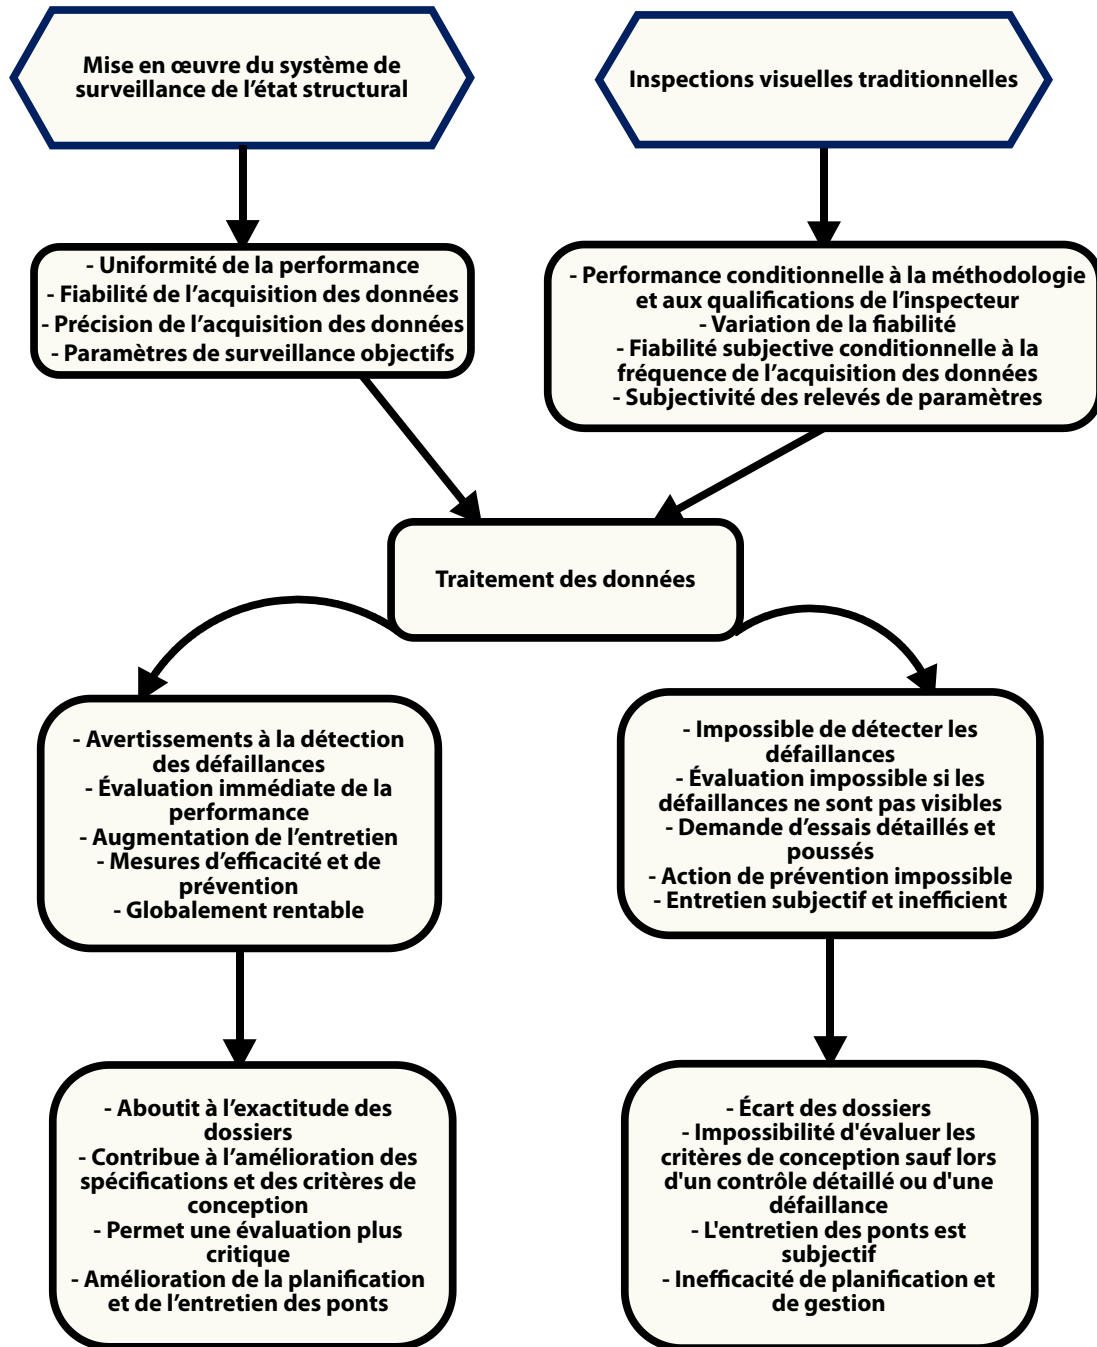 Mise en œuvre du système de
surveillance de l’état structural
Inspections visuelles traditionnelles
- Uniformité de la performance
- Fiabilité de l’acquisition des données
- Précision de l’acquisition des données
- Paramètres de surveillance objectifs
- Performance conditionnelle à la méthodologie
et aux qualifications de l’inspecteur
- Variation de la fiabilité
- Fiabilité subjective conditionnelle à la
fréquence de l’acquisition des données
- Subjectivité des relevés de paramètres
Traitement des données
- Avertissements à la détection
des défaillances
- Évaluation immédiate de la
performance
- Augmentation de l’entretien
- Mesures d’efficacité et de
prévention
- Globalement rentable
- Impossible de détecter les
défaillances
- Évaluation impossible si les
défaillances ne sont pas visibles
- Demande d’essais détaillés et
poussés
- Action de prévention impossible
- Entretien subjectif et inefficient
- Aboutit à l’exactitude des
dossiers
- Contribue à l’amélioration des
spécifications et des critères de
conception
- Permet une évaluation plus
critique
- Amélioration de la planification
et de l’entretien des ponts
- Écart des dossiers
- Impossibilité d'évaluer les
critères de conception sauf lors
d'un contrôle détaillé ou d'une
défaillance
- L'entretien des ponts est
subjectif
- Inefficacité de planification et
de gestion